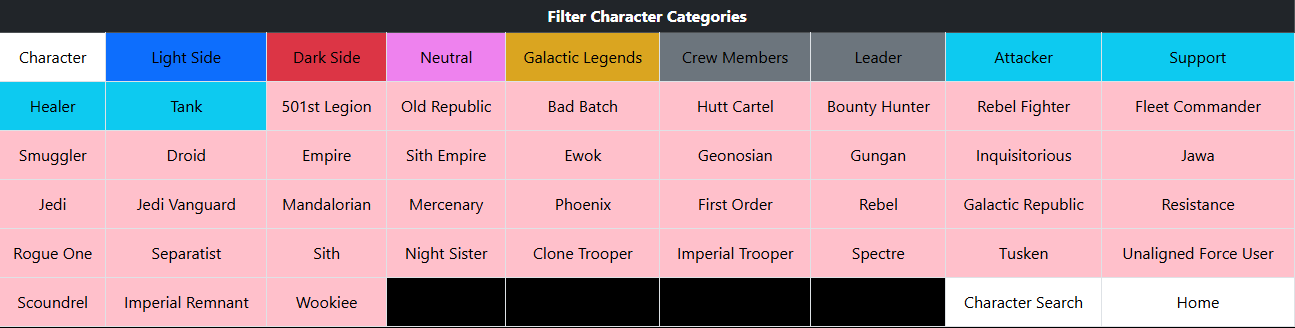 Filter Character Categories
Character Light Side Dark Side Neutral Galactic Legends Crew Members Leader Attacker Support
Healer Tank 501st Legion Old Republic Bad Batch Hutt Cartel Bounty Hunter Rebel Fighter Fleet Commander
Smuggler Droid Empire Sith Empire Ewok Geonosian Gungan Inquisitorious Jawa
Jedi Jedi Vanguard Mandalorian Mercenary Phoenix First Order Rebel Galactic Republic Resistance
Rogue One Separatist Sith Night Sister Clone Trooper Imperial Trooper Spectre Tusken Unaligned Force User
Scoundrel Imperial Remnant Wookiee Character Search Home